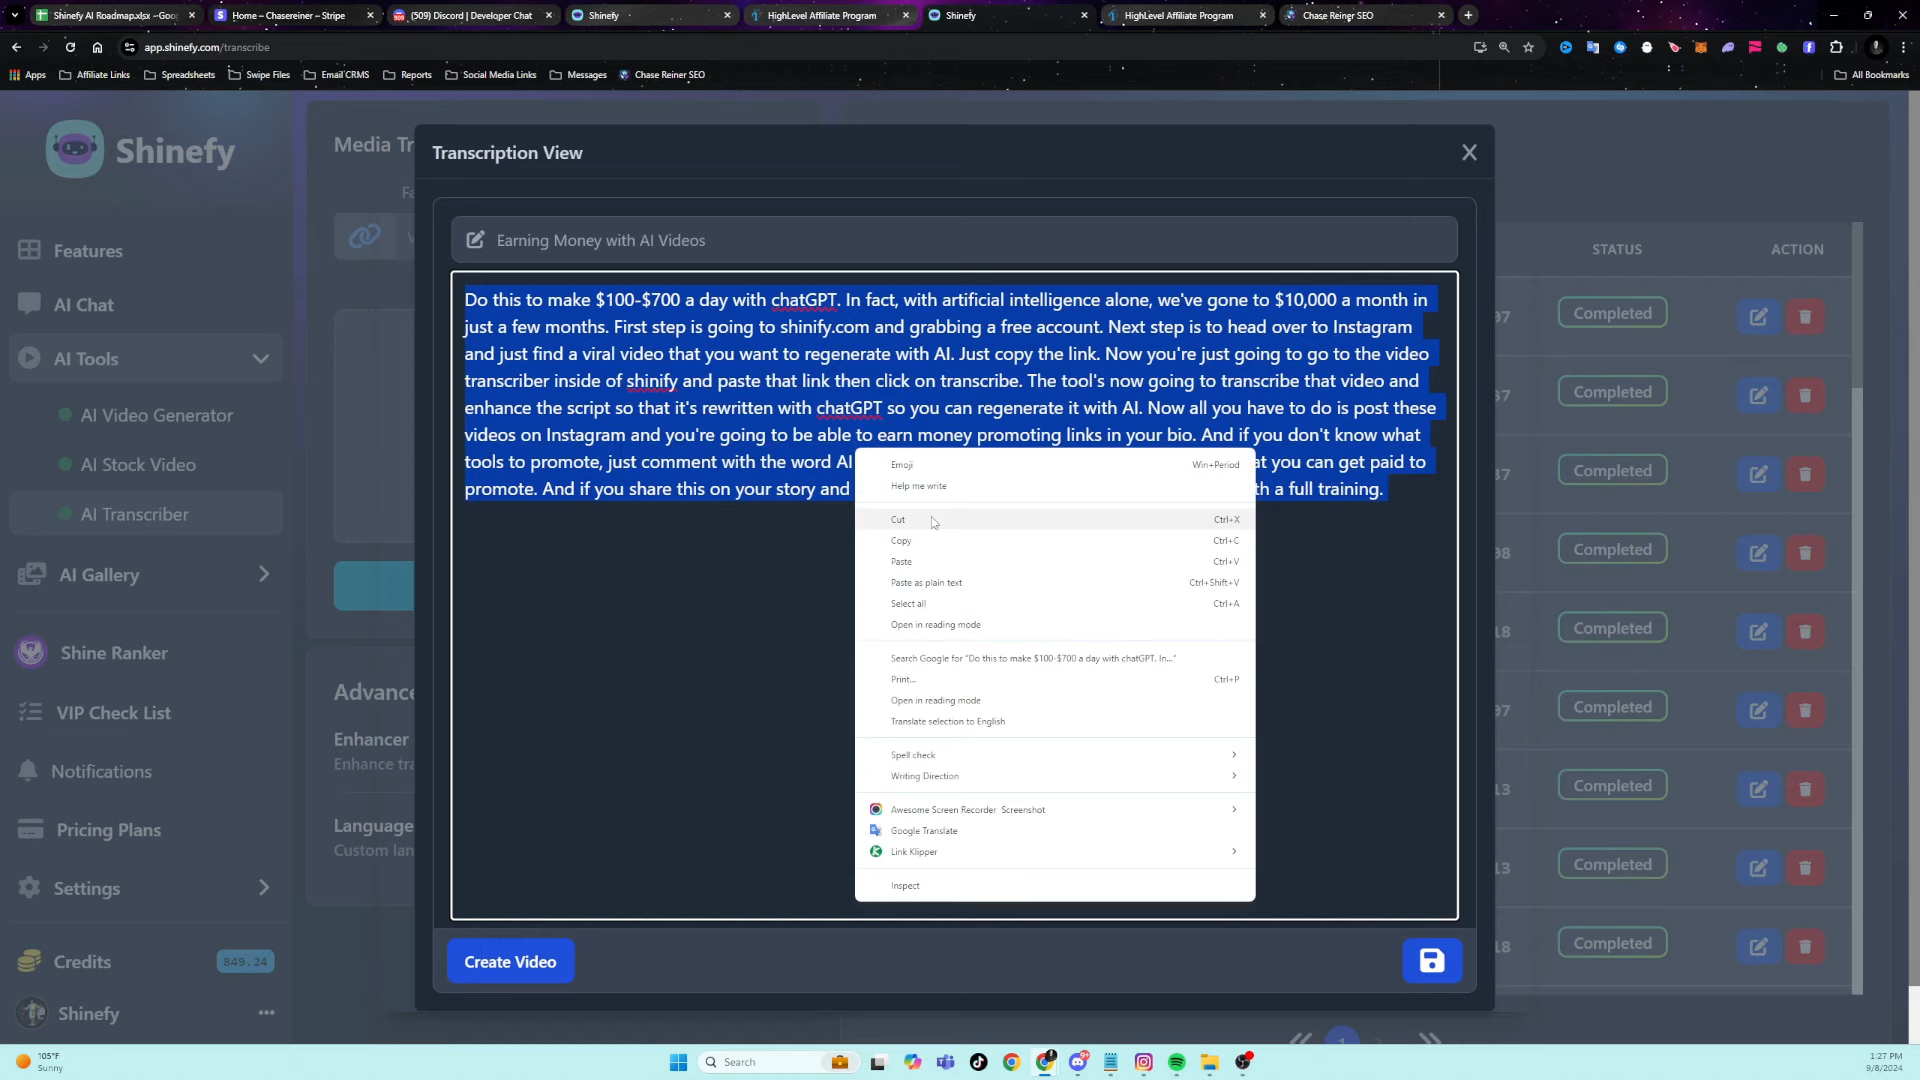 Shinefy AI Roadmap.xlsx - Goo
Home – Chasereiner – Stripe
(509) Discord | Developer Chat
Shinefy
HighLevel Affiliate Program
Shinefy
HighLevel Affiliate Program
Chase Reiner SEO
app.shinefy.com/transcribe
Apps
Affiliate Links
Spreadsheets
Swipe Files
Email CRMS
Reports
Social Media Links
Messages
Chase Reiner SEO
All Bookmarks
Shinefy
Features
AI Chat
AI Tools
AI Video Generator
AI Stock Video
AI Transcriber
AI Gallery
Shine Ranker
VIP Check List
Notifications
Pricing Plans
Settings
Credits
849.24
Shinefy
Media Tr
Fa
V
Advance
Enhancer
Enhance tra
Language
Custom lan
Transcription View
Earning Money with AI Videos
Do this to make $100-$700 a day with chatGPT. In fact, with artificial intelligence alone, we've gone to $10,000 a month in
just a few months. First step is going to shinify.com and grabbing a free account. Next step is to head over to Instagram
and just find a viral video that you want to regenerate with AI. Just copy the link. Now you're just going to go to the video
transcriber inside of shinify and paste that link then click on transcribe. The tool's now going to transcribe that video and
enhance the script so that it's rewritten with chatGPT so you can regenerate it with AI. Now all you have to do is post these
videos on Instagram and you're going to be able to earn money promoting links in your bio. And if you don't know what
tools to promote, just comment with the word AI at you can get paid to
promote. And if you share this on your story and th a full training.
Emoji Win+Period
Help me write
Cut Ctrl+X
Copy Ctrl+C
Paste Ctrl+V
Paste as plain text Ctrl+Shift+V
Select all Ctrl+A
Open in reading mode
Search Google for "Do this to make $100-$700 a day with chatGPT. In..."
Print... Ctrl+P
Open in reading mode
Translate selection to English
Spell check
Writing Direction
Awesome Screen Recorder Screenshot
Google Translate
Link Klipper
Inspect
Create Video
STATUS ACTION
97 Completed
37 Completed
37 Completed
98 Completed
18 Completed
97 Completed
13 Completed
13 Completed
18 Completed
1
105°F
Sunny
Search
9+
1:27 PM
9/8/2024